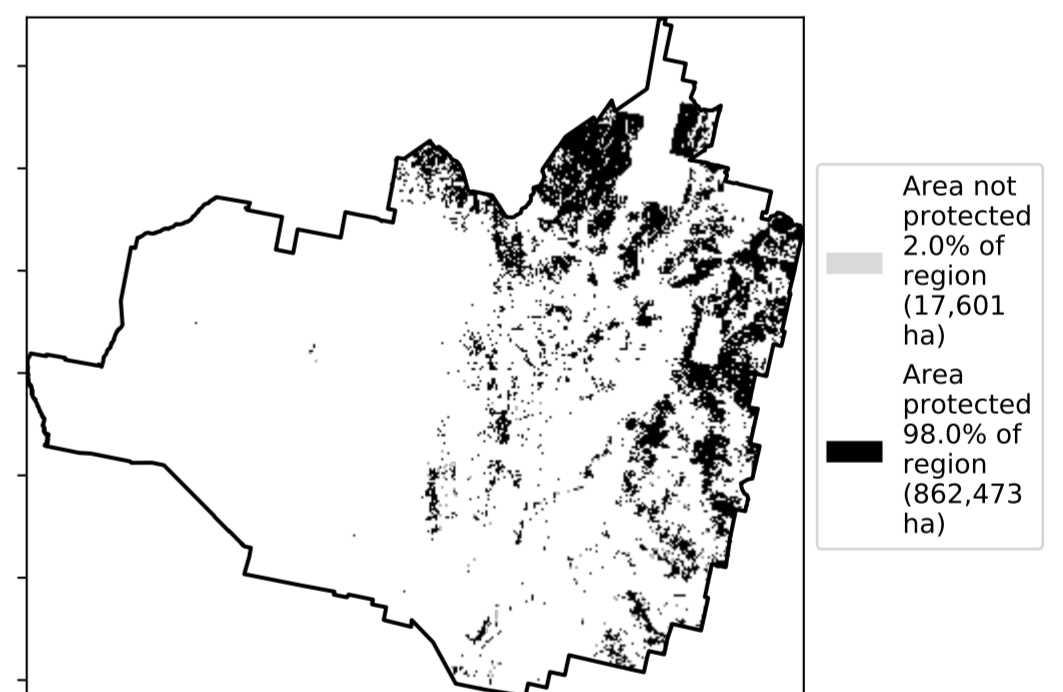 Area not
protected
2.0% of
region
(17,601
ha)
Area
protected
98.0% of
region
(862,473
ha)